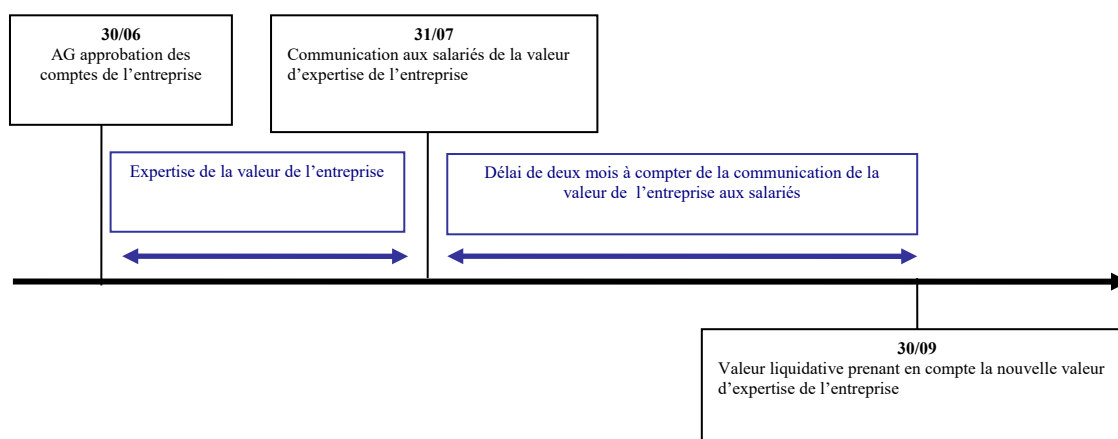 30/06
AG approbation des
comptes de l’entreprise
31/07
Communication aux salariés de la valeur
d’expertise de l’entreprise
Expertise de la valeur de l’entreprise
Délai de deux mois à compter de la communication de la
valeur de l’entreprise aux salariés
30/09
Valeur liquidative prenant en compte la nouvelle valeur
d’expertise de l’entreprise